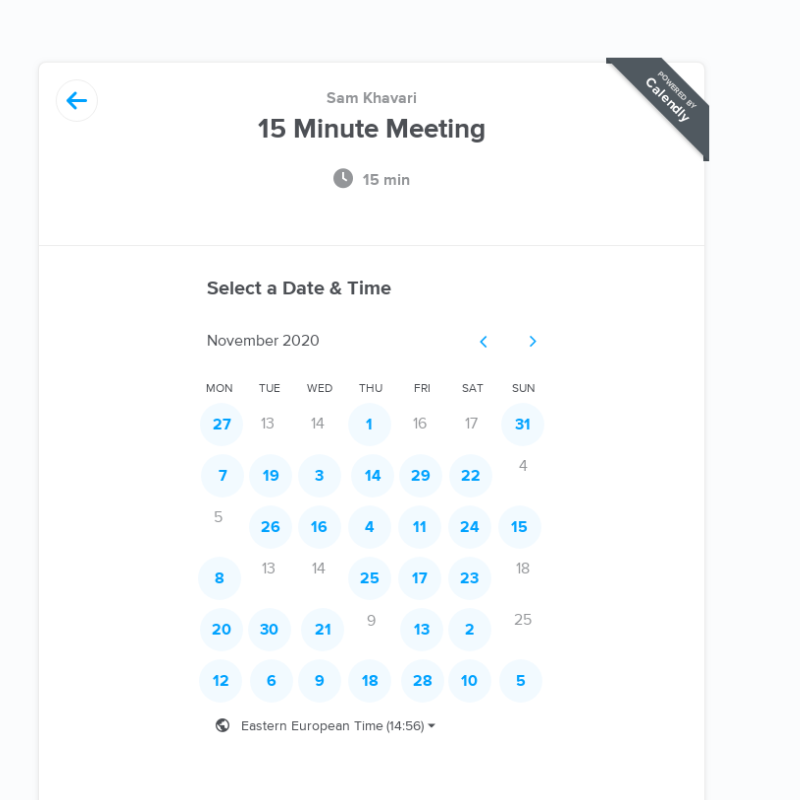 POWERED BY
Calendly
Sam Khavari
15 Minute Meeting
15 min
Select a Date & Time
November 2020
MON TUE WED THU FRI SAT SUN
27 13 14 1 16 17 31
7 19 3 14 29 22 4
5 26 16 4 11 24 15
8 13 14 25 17 23 18
20 30 21 9 13 2 25
12 6 9 18 28 10 5
Eastern European Time (14:56)